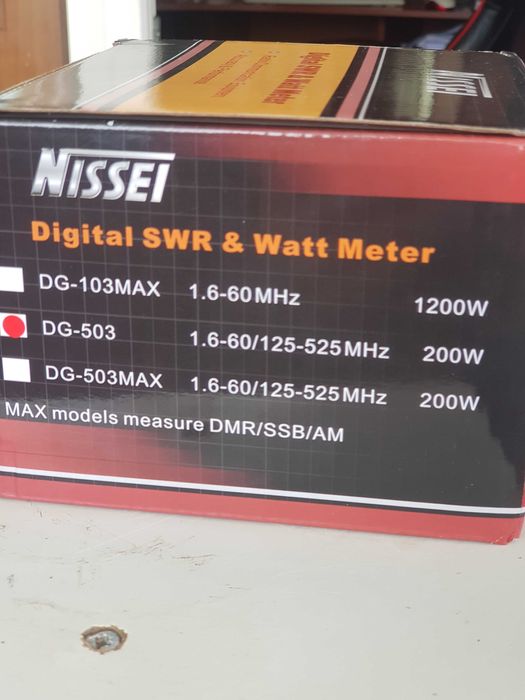 NISSEI
NISSEI
Digital SWR & Watt Meter
DG-103MAX 1.6-60MHz 1200W
DG-503 1.6-60/125-525MHz 200W
DG-503MAX 1.6-60/125-525MHz 200W
MAX models measure DMR/SSB/AM